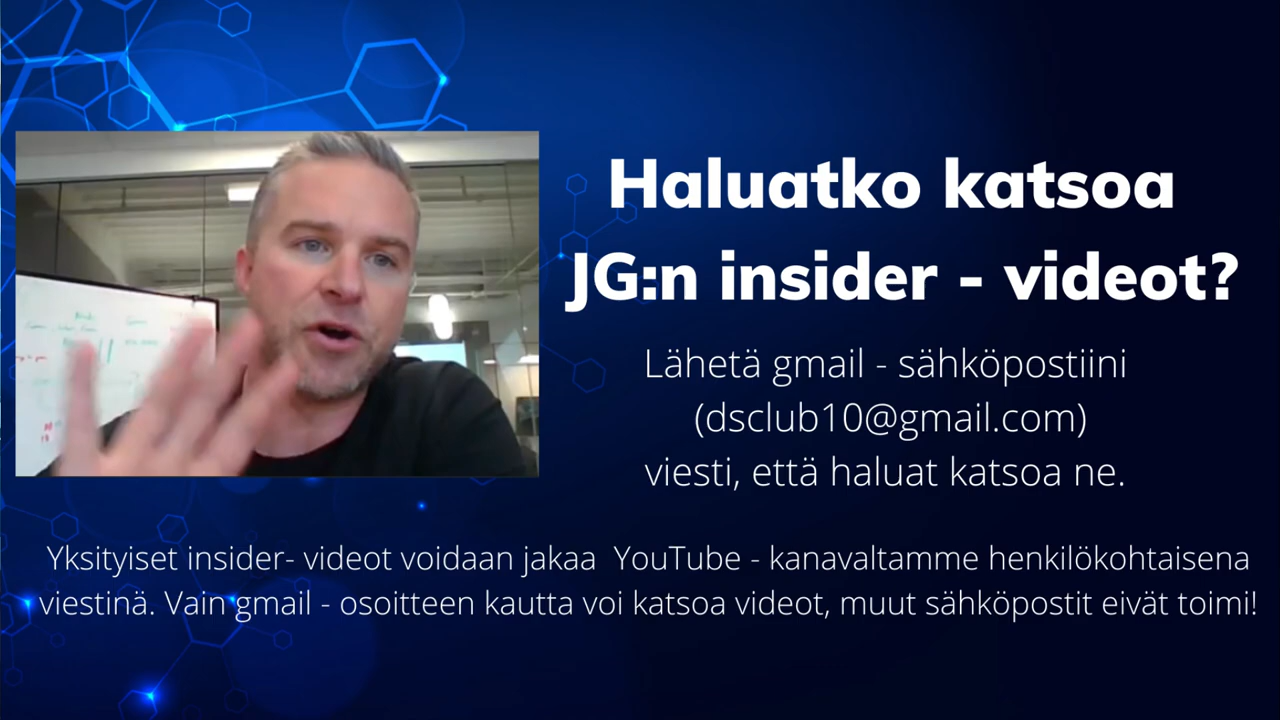 Haluatko katsoa
JG:n insider - videot?
Lähetä gmail - sähköpostiini
(dsclub10@gmail.com)
viesti, että haluat katsoa ne.
Yksityiset insider- videot voidaan jakaa YouTube - kanavaltamme henkilökohtaisena
viestinä. Vain gmail - osoitteen kautta voi katsoa videot, muut sähköpostit eivät toimi!